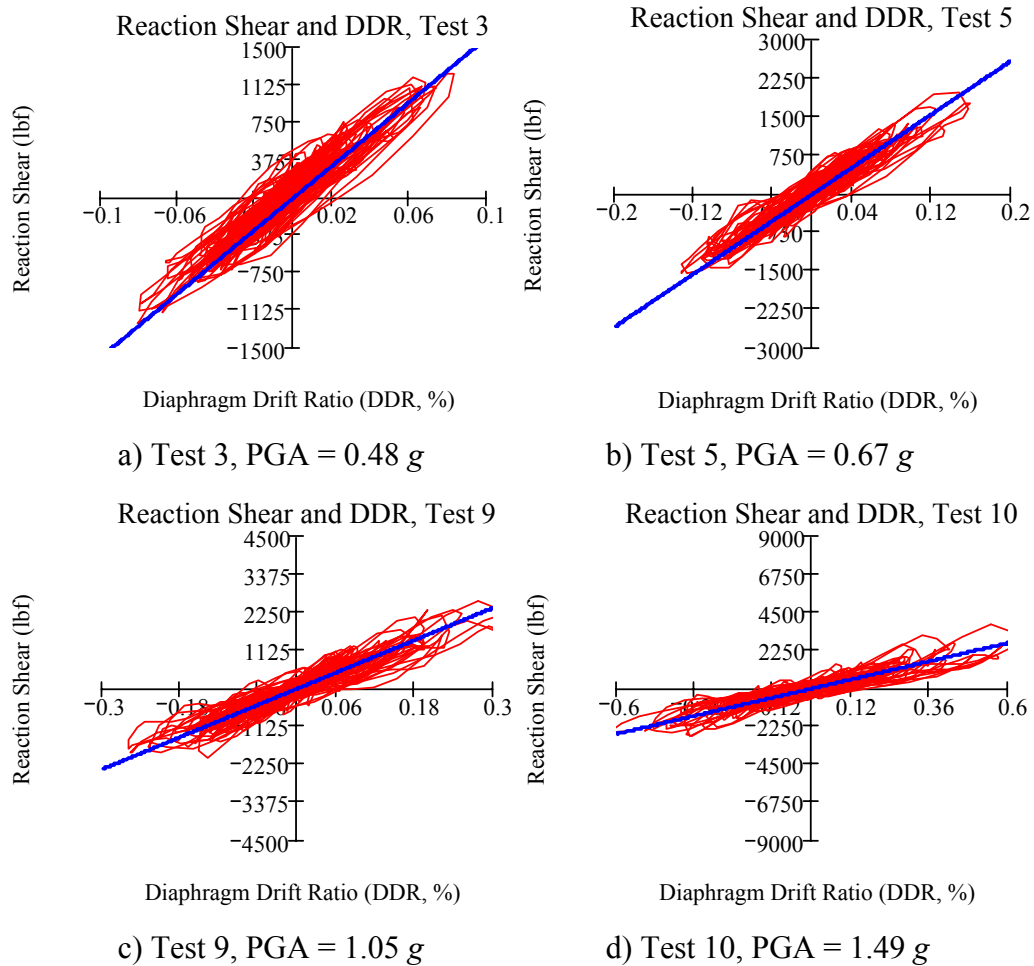 Reaction Shear and DDR, Test 3
1500
1125
750
375
−0.1 −0.06 0.02 0.06 0.1
−750
−1125
−1500
Reaction Shear (lbf)
Diaphragm Drift Ratio (DDR, %)
a) Test 3, PGA = 0.48 g
Reaction Shear and DDR, Test 5
3000
2250
1500
750
−0.2 −0.12 0.04 0.12 0.2
−1500
−2250
−3000
Reaction Shear (lbf)
Diaphragm Drift Ratio (DDR, %)
b) Test 5, PGA = 0.67 g
Reaction Shear and DDR, Test 9
4500
3375
2250
1125
−0.3 −0.18 0.06 0.18 0.3
−1125
−2250
−3375
−4500
Reaction Shear (lbf)
Diaphragm Drift Ratio (DDR, %)
c) Test 9, PGA = 1.05 g
Reaction Shear and DDR, Test 10
9000
6750
4500
2250
−0.6 −0.12 0.12 0.36 0.6
−2250
−4500
−6750
−9000
Reaction Shear (lbf)
Diaphragm Drift Ratio (DDR, %)
d) Test 10, PGA = 1.49 g